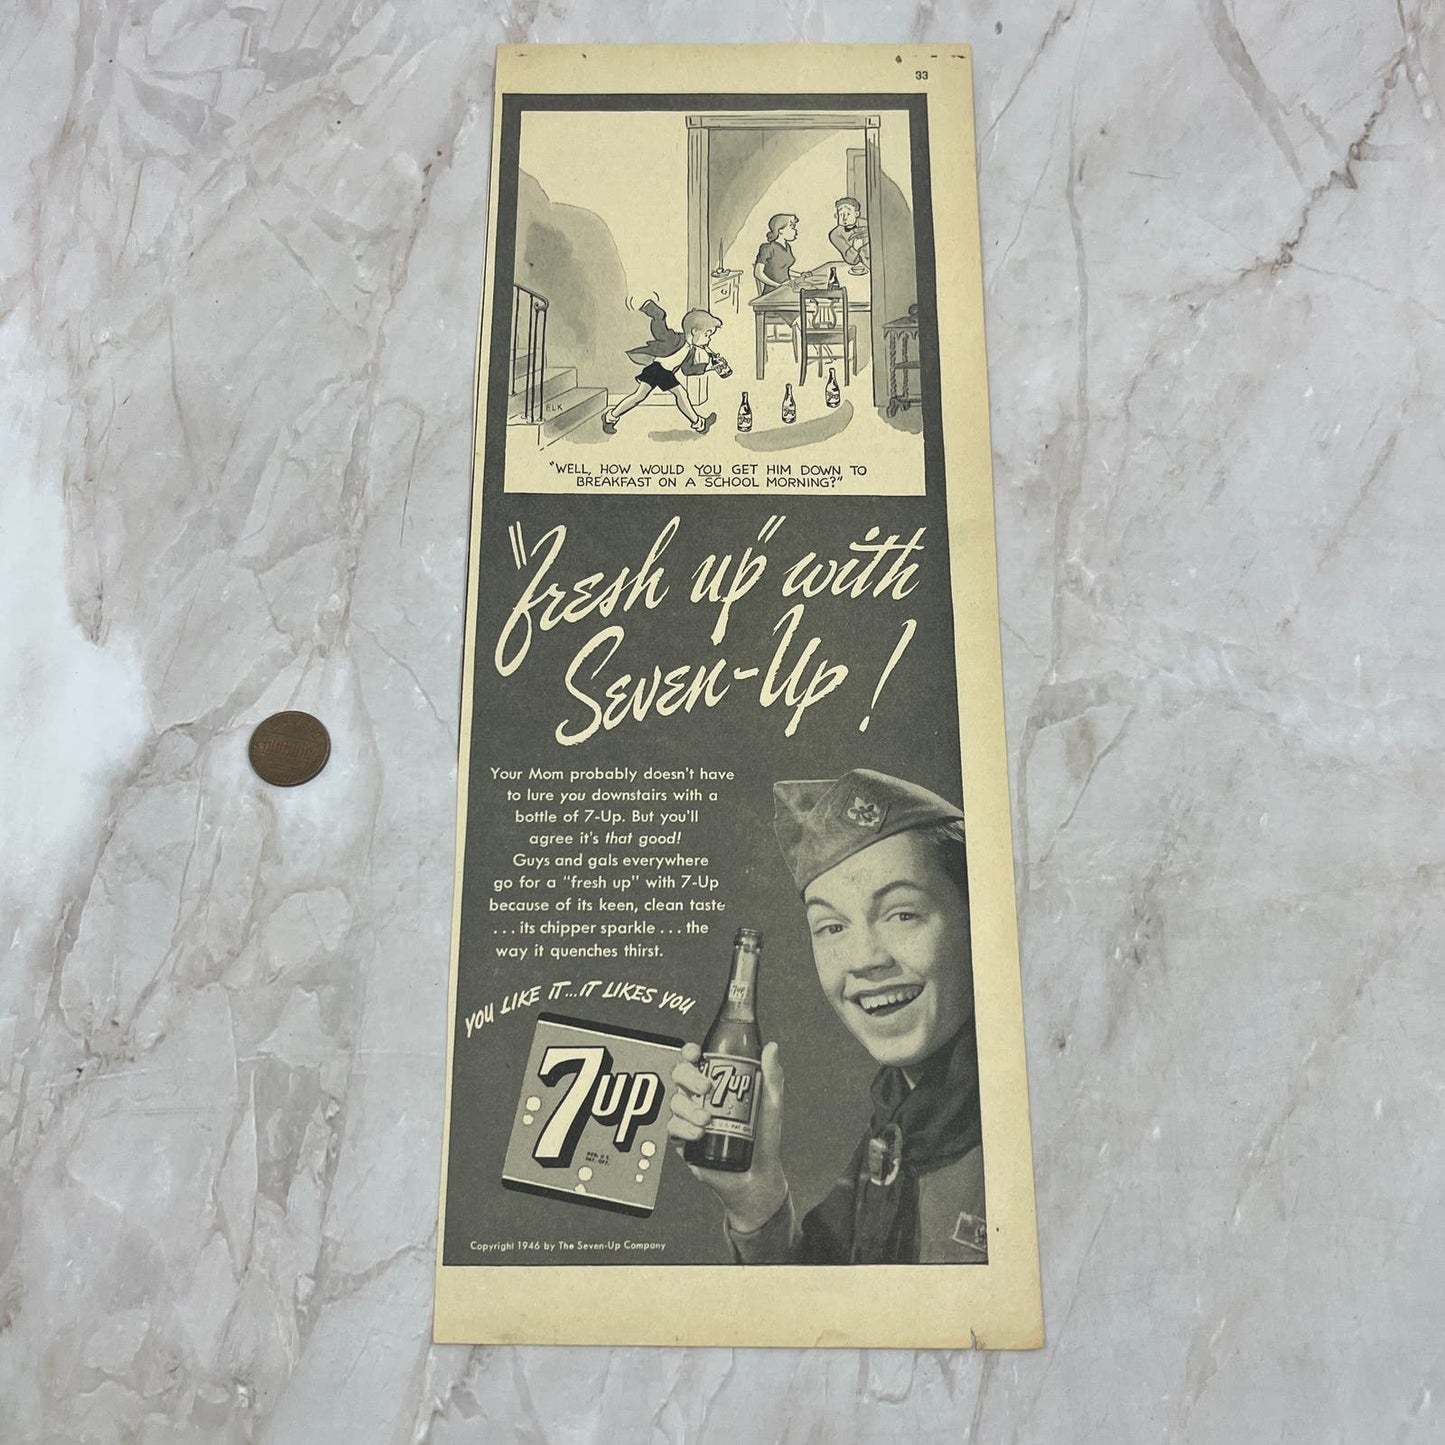 33
ELK
"WELL, HOW WOULD YOU GET HIM DOWN TO
BREAKFAST ON A SCHOOL MORNING?"
"fresh up" with
Seven-Up!
Your Mom probably doesn't have
to lure you downstairs with a
bottle of 7-Up. But you'll
agree it's that good!
Guys and gals everywhere
go for a "fresh up" with 7-Up
because of its keen, clean taste
... its chipper sparkle ... the
way it quenches thirst.
YOU LIKE IT...IT LIKES YOU
7up
REG. U.S.
PAT. OFF.
7up
7up
Copyright 1946 by The Seven-Up Company